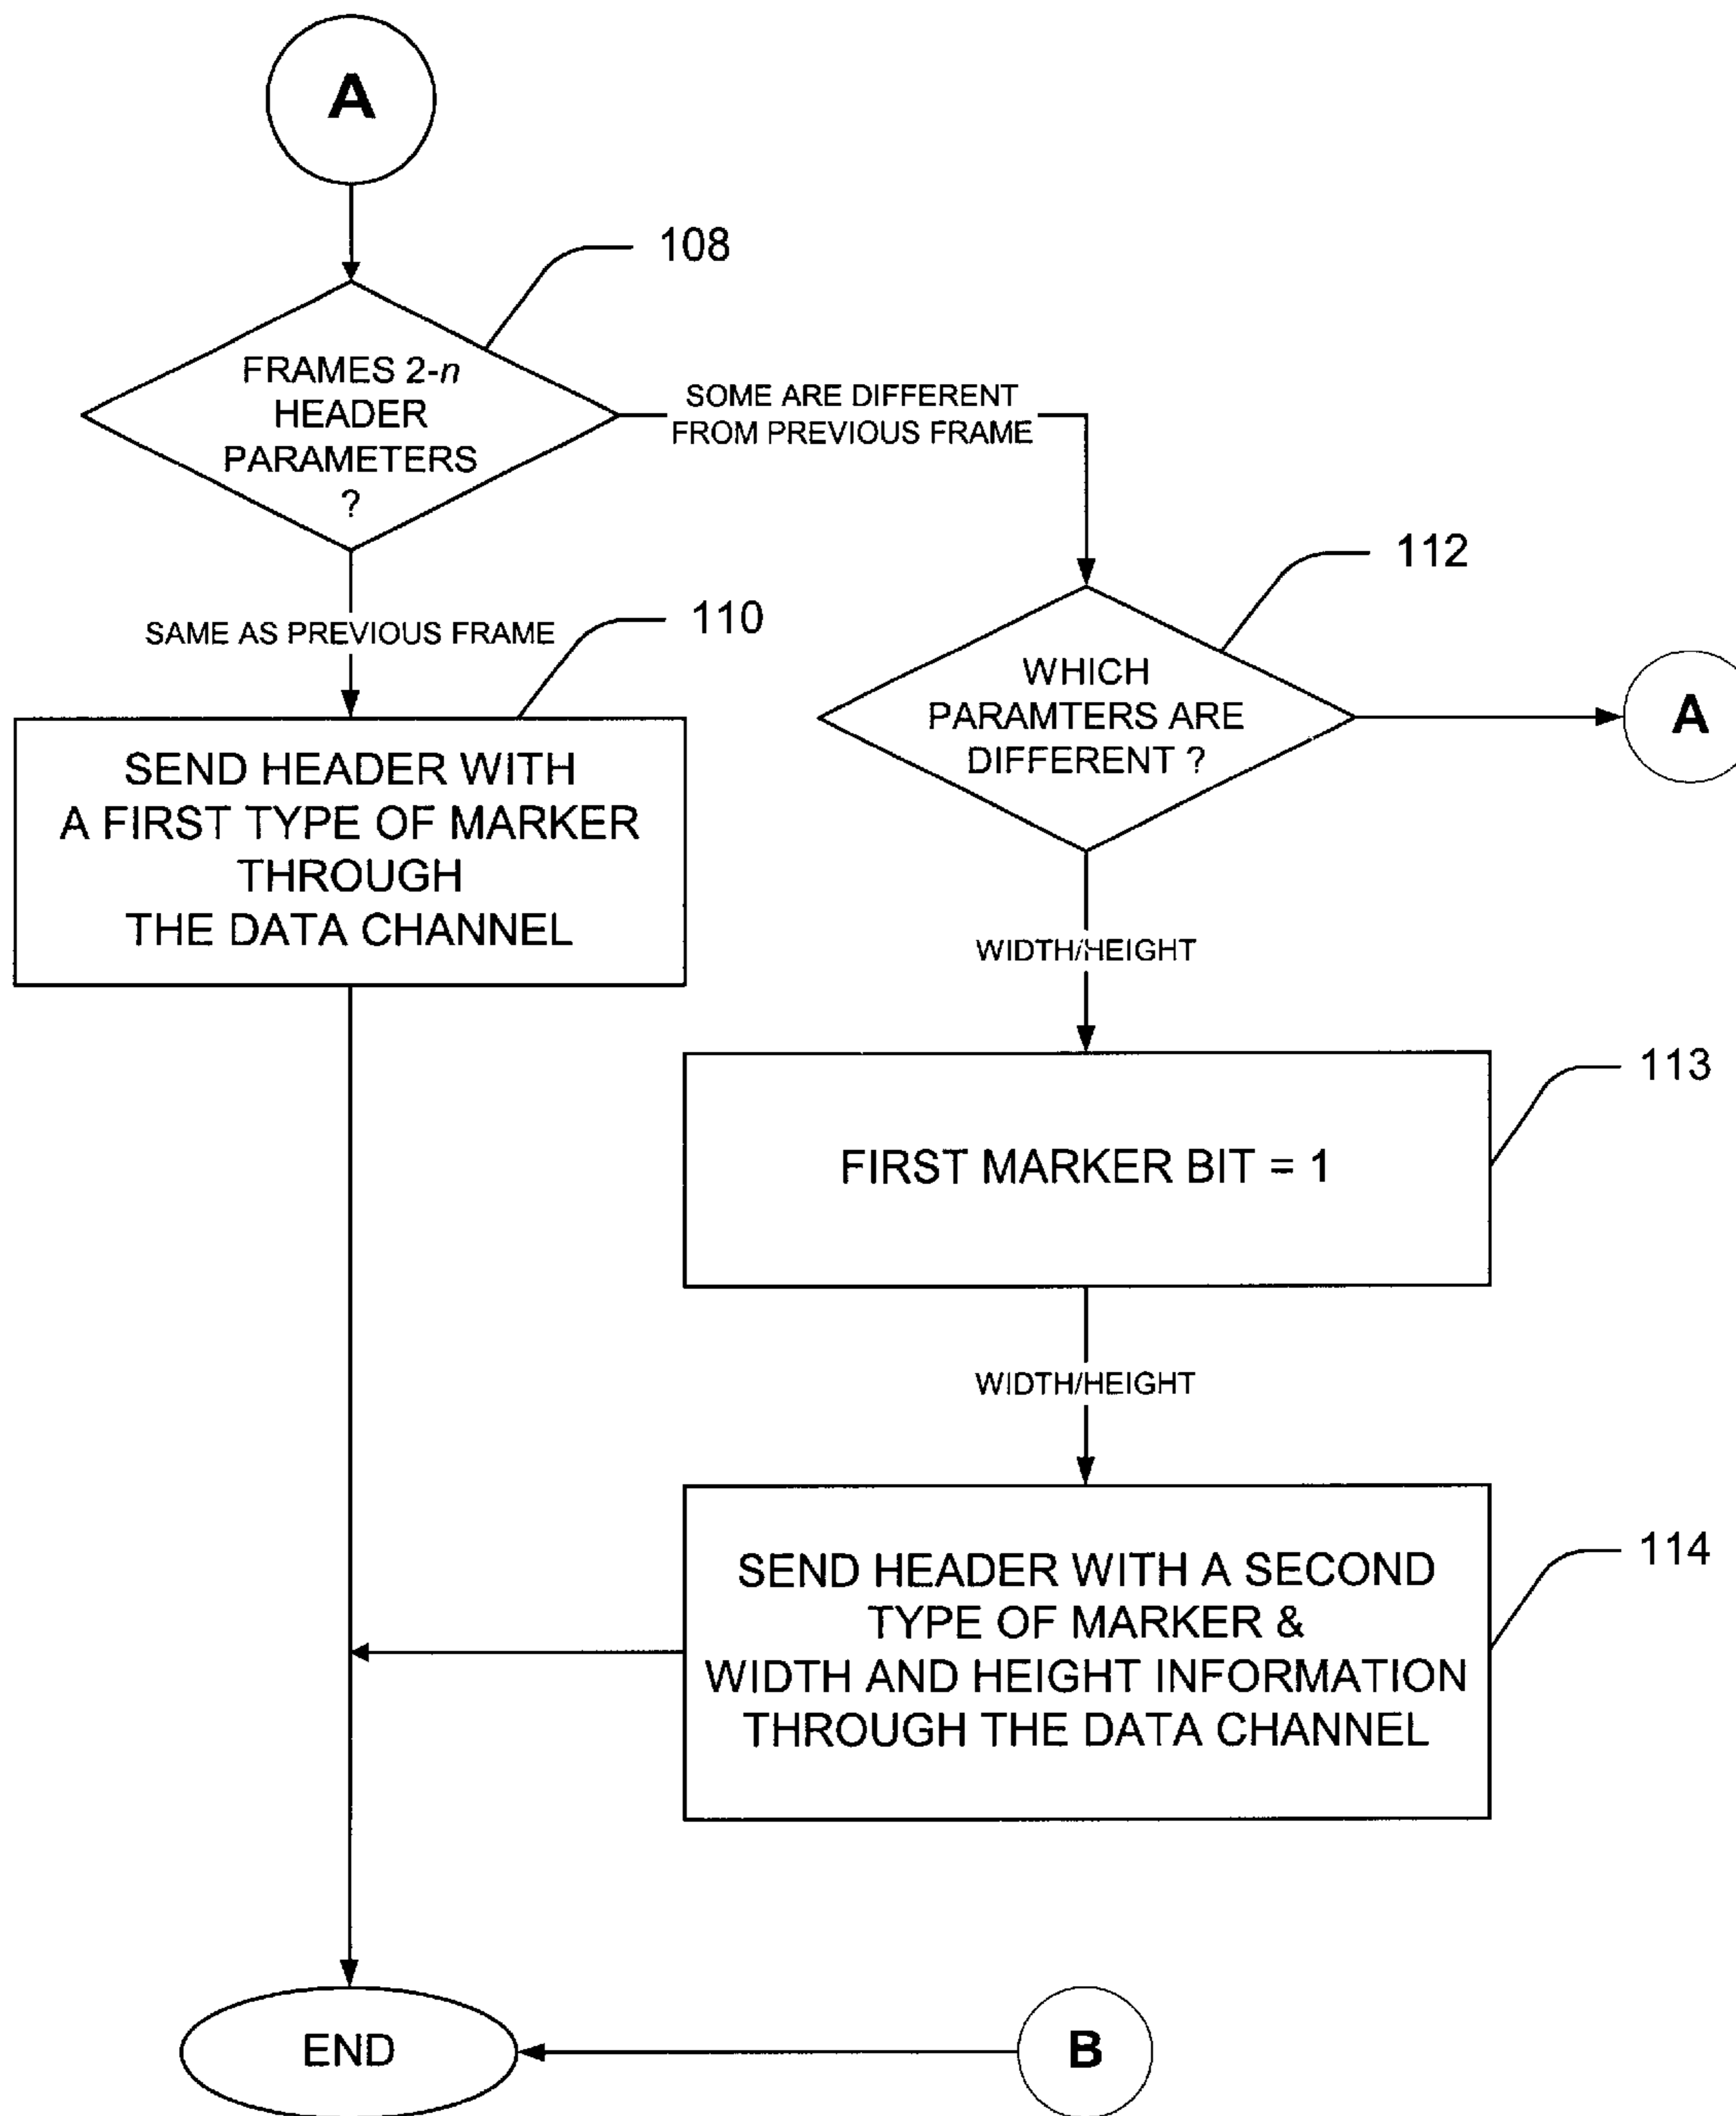 A
108
FRAMES 2-n
HEADER
PARAMETERS
?
SOME ARE DIFFERENT
FROM PREVIOUS FRAME
SAME AS PREVIOUS FRAME
110
SEND HEADER WITH
A FIRST TYPE OF MARKER
THROUGH
THE DATA CHANNEL
112
WHICH
PARAMTERS ARE
DIFFERENT ?
A
WIDTH/HEIGHT
113
FIRST MARKER BIT = 1
WIDTH/HEIGHT
114
SEND HEADER WITH A SECOND
TYPE OF MARKER &
WIDTH AND HEIGHT INFORMATION
THROUGH THE DATA CHANNEL
END
B